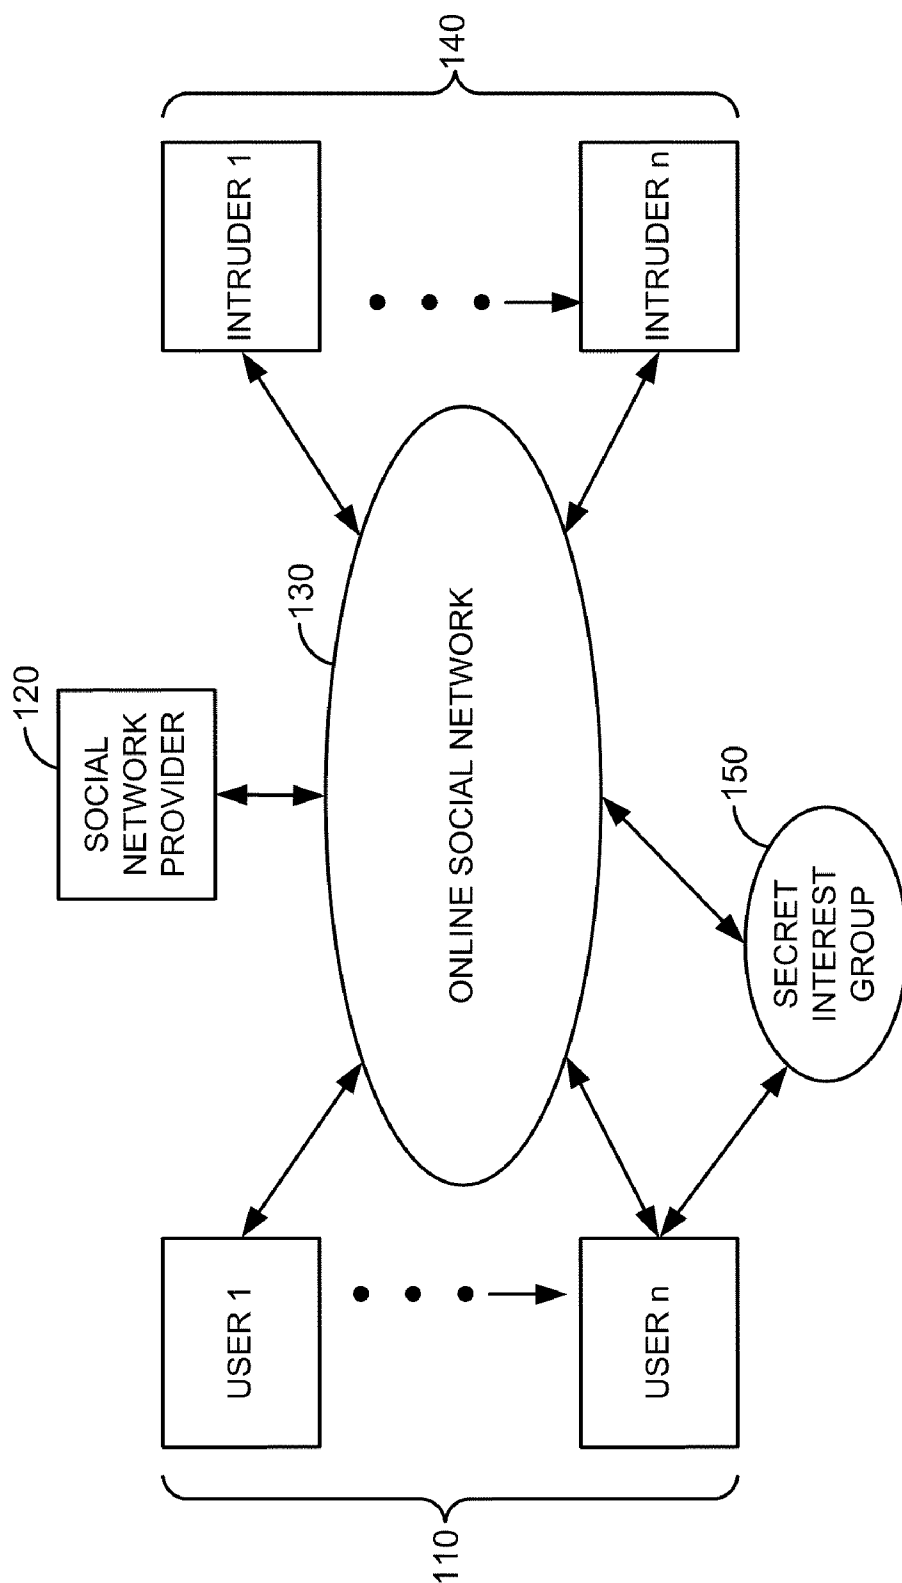 120
SOCIAL
NETWORK
PROVIDER
130
110
USER 1
USER n
ONLINE SOCIAL NETWORK
INTRUDER 1
INTRUDER n
140
150
SECRET
INTEREST
GROUP